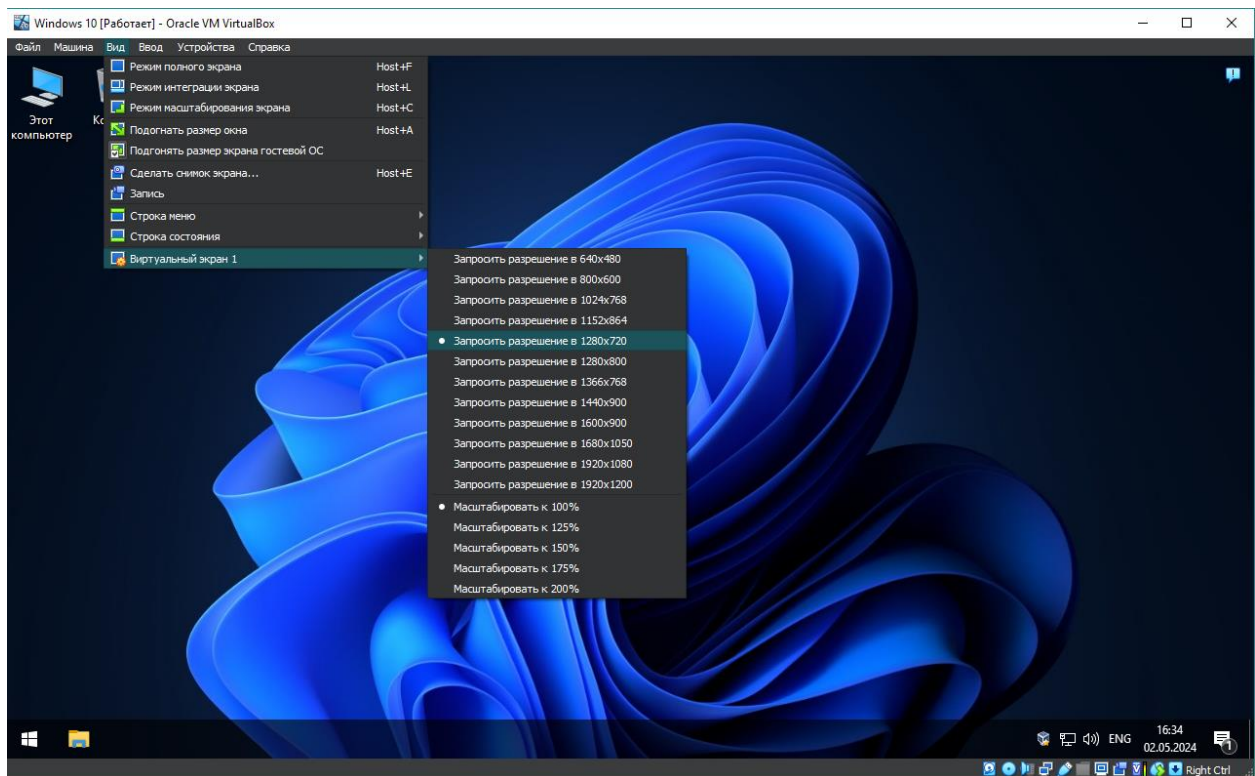 Windows 10 [Работает] - Oracle VM VirtualBox
Файл Машина Вид Ввод Устройства Справка
Режим полного экрана Host+F
Режим интеграции экрана Host+L
Режим масштабирования экрана Host+C
Подогнать размер окна Host+A
Подгонять размер экрана гостевой ОС
Сделать снимок экрана... Host+E
Запись
Строка меню
Строка состояния
Виртуальный экран 1
Этот
компьютер
Запросить разрешение в 640x480
Запросить разрешение в 800x600
Запросить разрешение в 1024x768
Запросить разрешение в 1152x864
Запросить разрешение в 1280x720
Запросить разрешение в 1280x800
Запросить разрешение в 1366x768
Запросить разрешение в 1440x900
Запросить разрешение в 1600x900
Запросить разрешение в 1680x1050
Запросить разрешение в 1920x1080
Запросить разрешение в 1920x1200
Масштабировать к 100%
Масштабировать к 125%
Масштабировать к 150%
Масштабировать к 175%
Масштабировать к 200%
ENG
16:34
02.05.2024
1
Right Ctrl